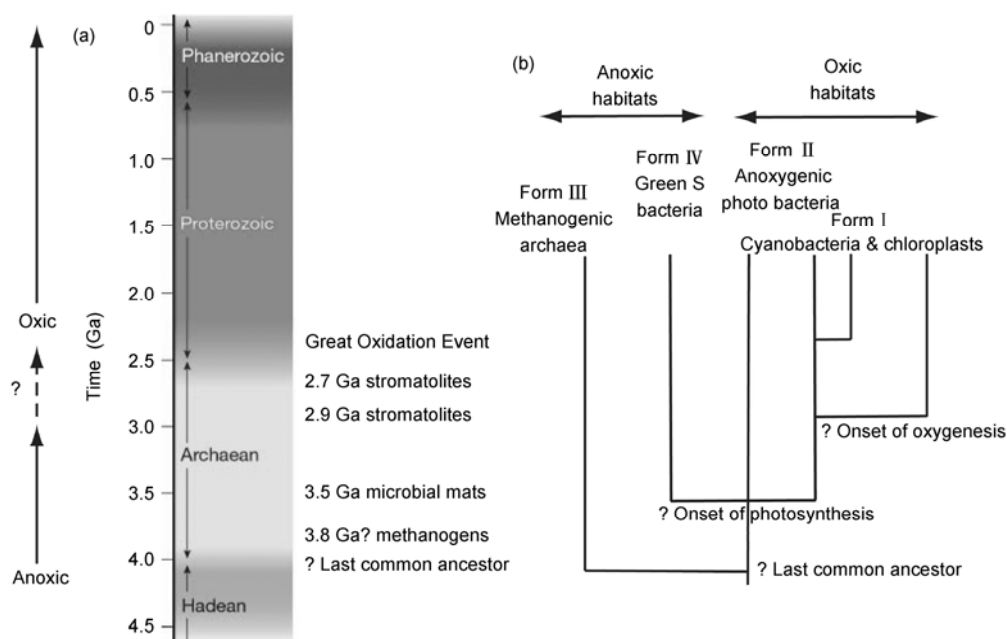 (a)
0
Phanerozoic
0.5
1.0
Proterozoic
1.5
2.0
Oxic
Time (Ga)
Great Oxidation Event
2.5
2.7 Ga stromatolites
?
2.9 Ga stromatolites
3.0
Archaean
3.5
3.5 Ga microbial mats
3.8 Ga? methanogens
4.0
? Last common ancestor
Anoxic
Hadean
4.5
(b)
Anoxic
habitats
Oxic
habitats
Form III
Methanogenic
archaea
Form IV
Green S
bacteria
Form II
Anoxygenic
photo bacteria
Form I
Cyanobacteria & chloroplasts
? Onset of oxygenesis
? Onset of photosynthesis
? Last common ancestor